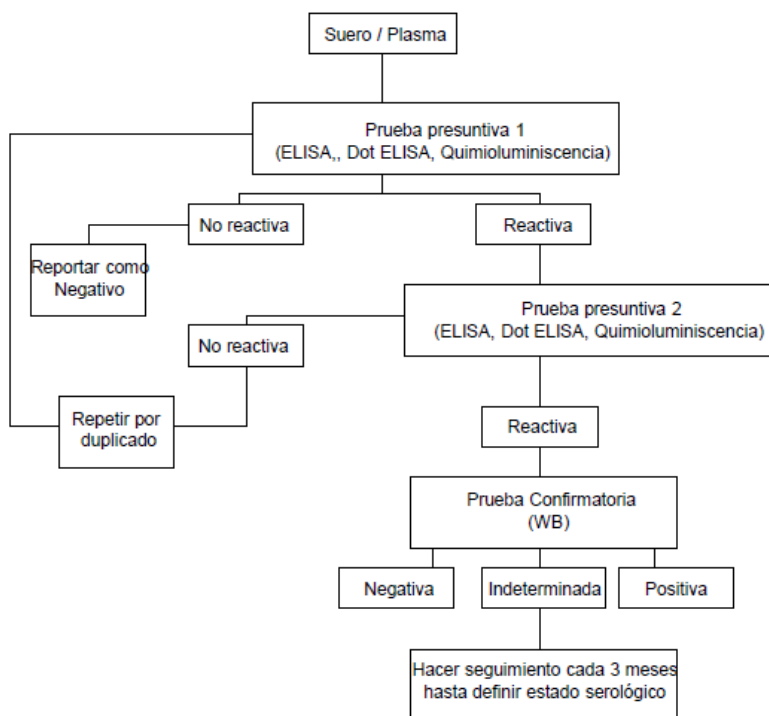 Suero / Plasma
Prueba presuntiva 1
(ELISA,, Dot ELISA, Quimioluminiscencia)
No reactiva
Reactiva
Reportar como
Negativo
Prueba presuntiva 2
(ELISA, Dot ELISA, Quimioluminiscencia)
No reactiva
Repetir por
duplicado
Reactiva
Prueba Confirmatoria
(WB)
Negativa
Indeterminada
Positiva
Hacer seguimiento cada 3 meses
hasta definir estado serológico